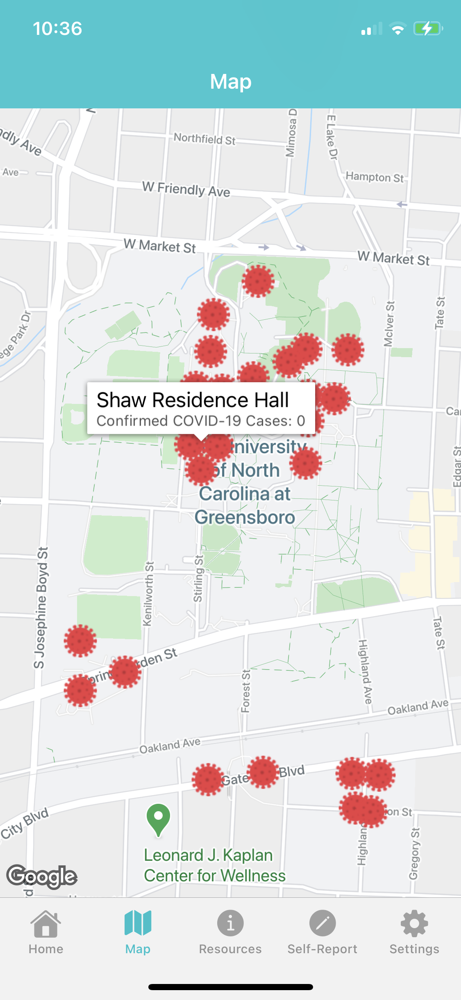 10:36
Map
Northfield St
Mimosa D
E Lake Dr
ndly Ave
Ave
Hampton St
W Friendly Ave
W Market St
W Market St
McIver St
Tate St
ege Park Dr
Shaw Residence Hall
Confirmed COVID-19 Cases: 0
Car
niversity
of North
Carolina at
Greensboro
Edgar St
S Josephine Boyd St
Kenilworth St
Stirling St
Tate St
Highland Ave
rden St
prin
Forest St
Oakland Ave
Oakland Ave
Gate
Blvd
City Blvd
ion St
Highlan
Gregory St
Leonard J. Kaplan
Center for Wellness
Google
Home
Map
Resources
Self-Report
Settings